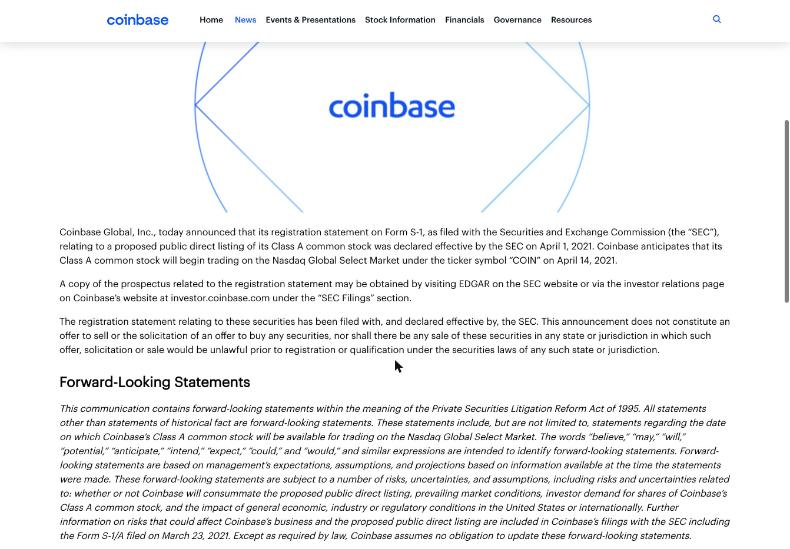 coinbase Home News Events & Presentations Stock Information Financials Governance Resources
coinbase
Coinbase Global, Inc., today announced that its registration statement on Form S-1, as filed with the Securities and Exchange Commission (the “SEC”),
relating to a proposed public direct listing of its Class A common stock was declared effective by the SEC on April 1, 2021. Coinbase anticipates that its
Class A common stock will begin trading on the Nasdaq Global Select Market under the ticker symbol “COIN” on April 14, 2021.
A copy of the prospectus related to the registration statement may be obtained by visiting EDGAR on the SEC website or via the investor relations page
on Coinbase’s website at investor.coinbase.com under the “SEC Filings” section.
The registration statement relating to these securities has been filed with, and declared effective by, the SEC. This announcement does not constitute an
offer to sell or the solicitation of an offer to buy any securities, nor shall there be any sale of these securities in any state or jurisdiction in which such
offer, solicitation or sale would be unlawful prior to registration or qualification under the securities laws of any such state or jurisdiction.
Forward-Looking Statements
This communication contains forward-looking statements within the meaning of the Private Securities Litigation Reform Act of 1995. All statements
other than statements of historical fact are forward-looking statements. These statements include, but are not limited to, statements regarding the date
on which Coinbase’s Class A common stock will be available for trading on the Nasdaq Global Select Market. The words “believe,” “may,” “will,”
“potential,” “anticipate,” “intend,” “expect,” “could,” and “would,” and similar expressions are intended to identify forward-looking statements. Forward-
looking statements are based on management’s expectations, assumptions, and projections based on information available at the time the statements
were made. These forward-looking statements are subject to a number of risks, uncertainties, and assumptions, including risks and uncertainties related
to: whether or not Coinbase will consummate the proposed public direct listing, prevailing market conditions, investor demand for shares of Coinbase’s
Class A common stock, and the impact of general economic, industry or regulatory conditions in the United States or internationally. Further
information on risks that could affect Coinbase’s business and the proposed public direct listing are included in Coinbase’s filings with the SEC including
the Form S-1/A filed on March 23, 2021. Except as required by law, Coinbase assumes no obligation to update these forward-looking statements.